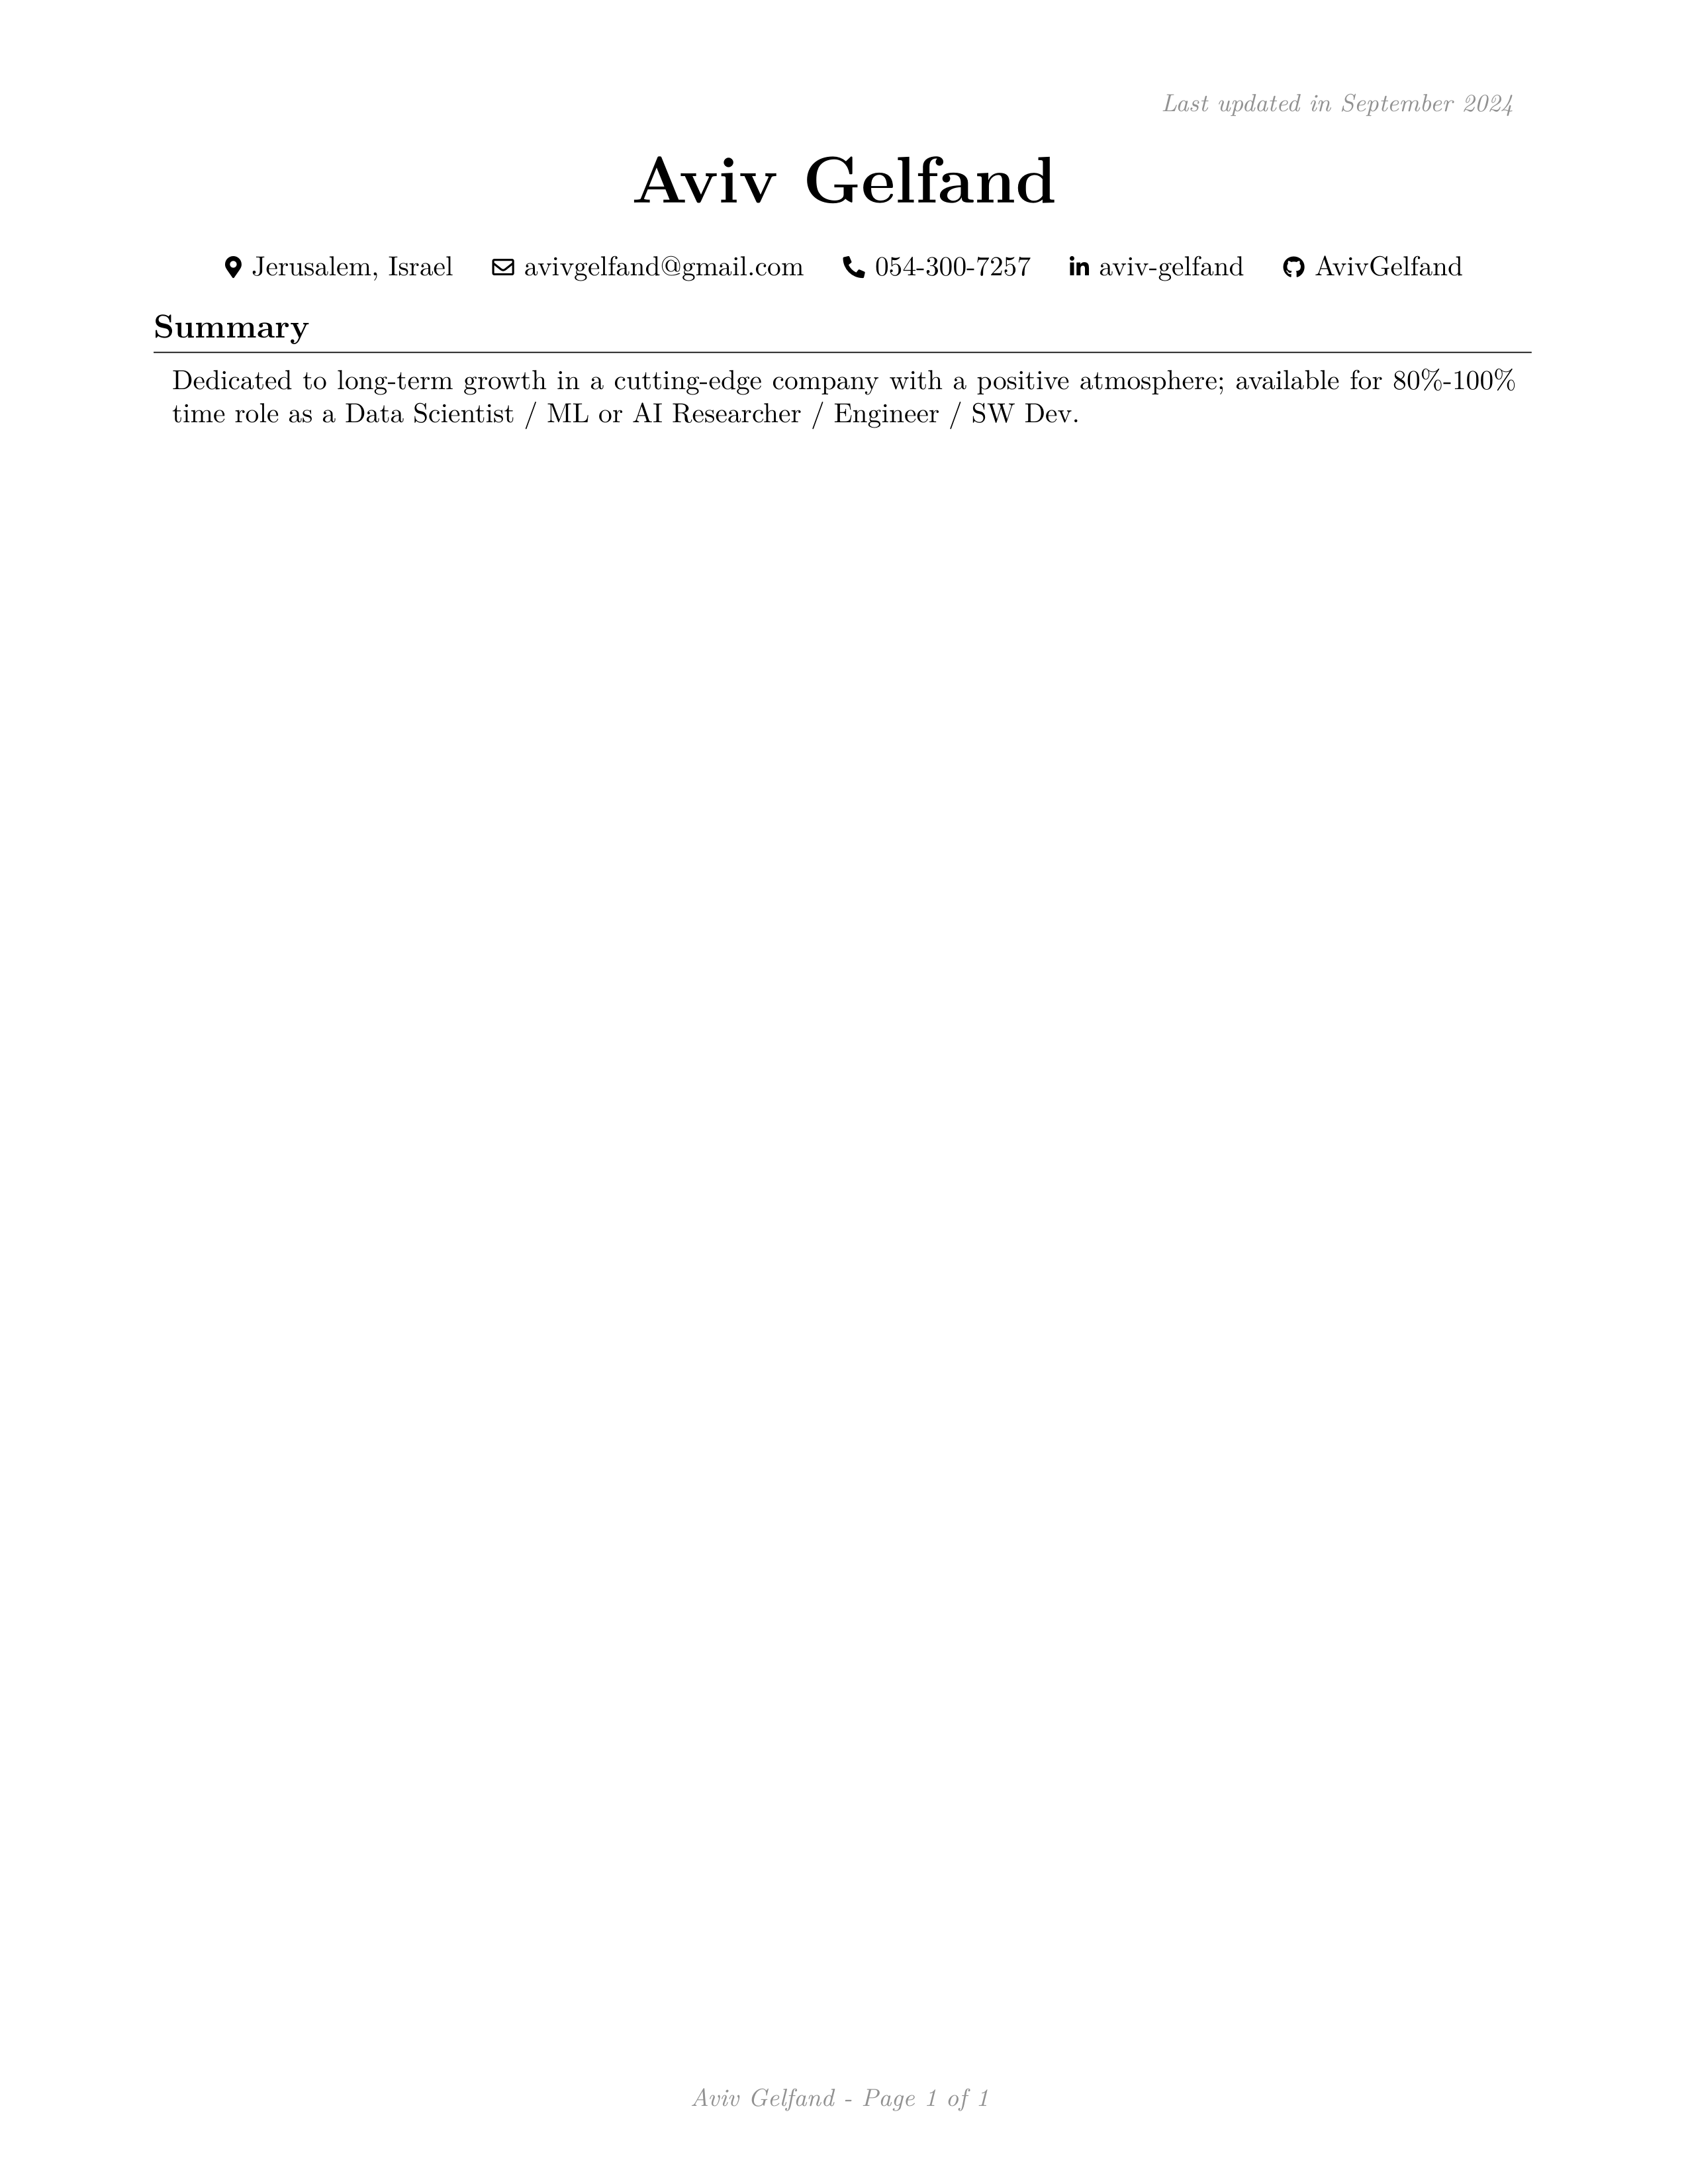 Last updated in September 2024
Aviv Gelfand
Jerusalem, Israel avivgelfand@gmail.com 054-300-7257 aviv-gelfand AvivGelfand
Summary
Dedicated to long-term growth in a cutting-edge company with a positive atmosphere; available for 80%-100%
time role as a Data Scientist / ML or AI Researcher / Engineer / SW Dev.
Aviv Gelfand - Page 1 of 1